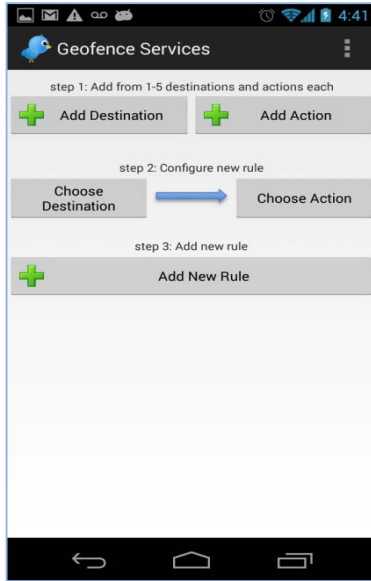 4:41
Geofence Services
step 1: Add from 1-5 destinations and actions each
Add Destination
Add Action
step 2: Configure new rule
Choose
Destination
Choose Action
step 3: Add new rule
Add New Rule